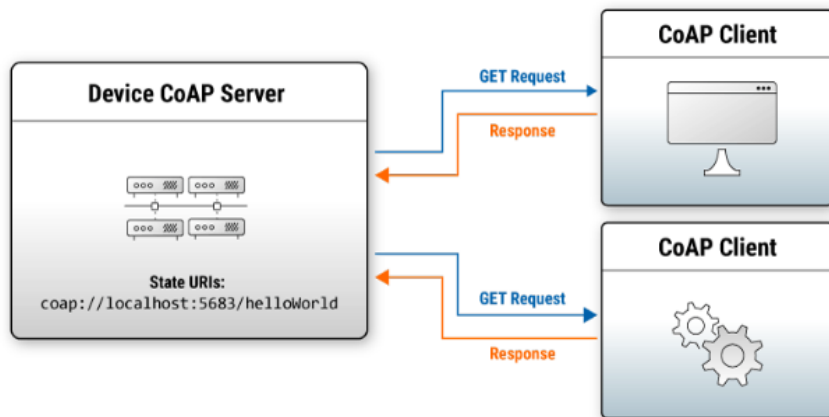 Device CoAP Server
State URIs:
coap://localhost:5683/helloWorld
GET Request
Response
CoAP Client
GET Request
Response
CoAP Client